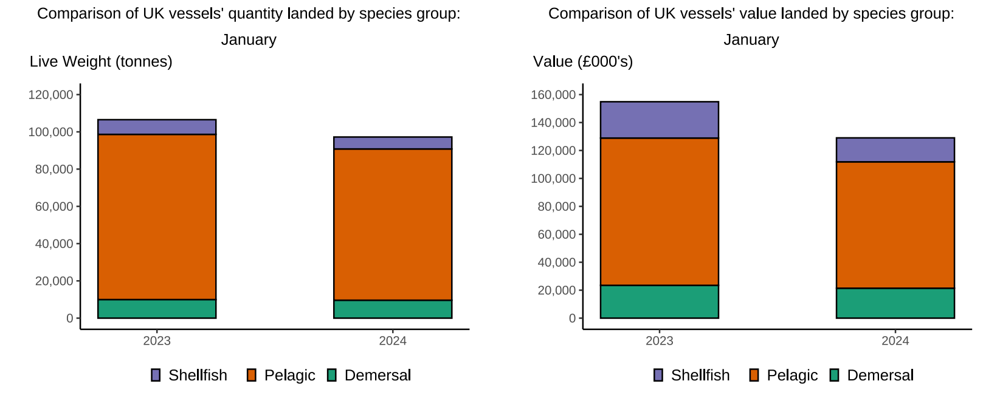 Comparison of UK vessels' quantity landed by species group:
January
Live Weight (tonnes)
120,000
100,000
80,000
60,000
40,000
20,000
0
2023 2024
Shellfish Pelagic Demersal
Comparison of UK vessels' value landed by species group:
January
Value (£000's)
160,000
140,000
120,000
100,000
80,000
60,000
40,000
20,000
0
2023 2024
Shellfish Pelagic Demersal